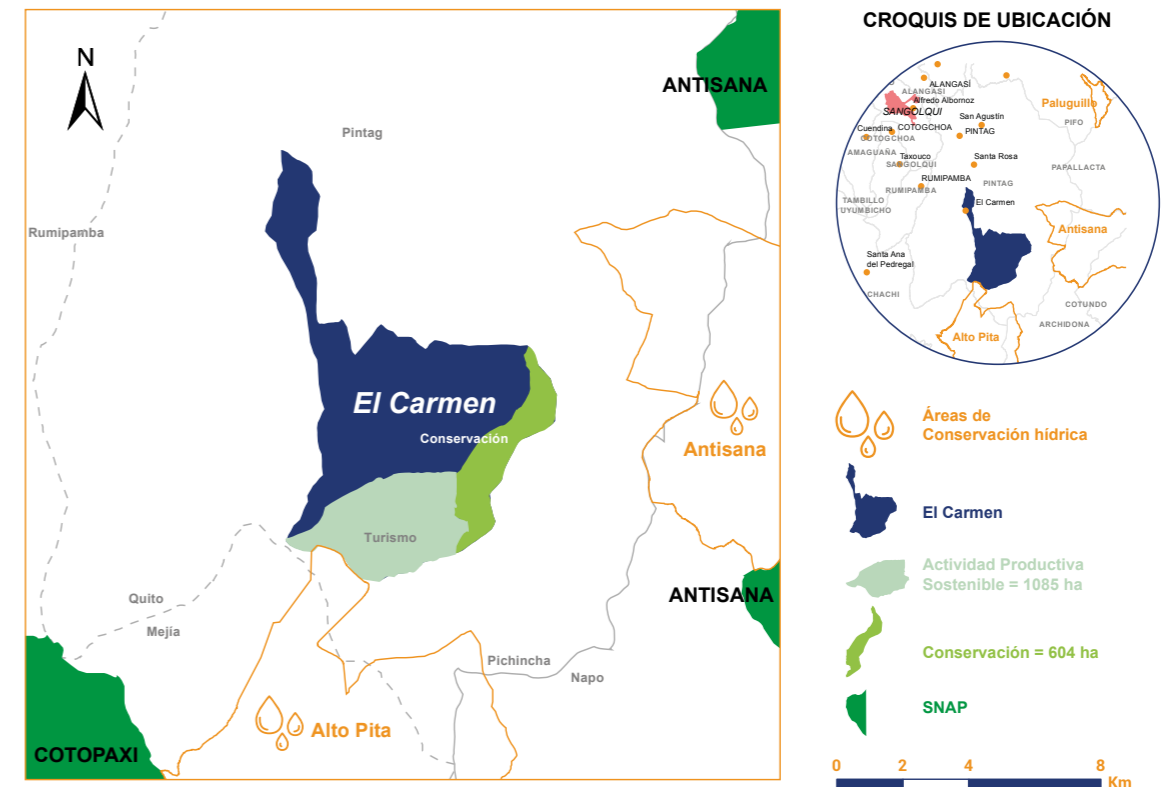 N
Pintag
Rumipamba
ANTISANA
El Carmen
Conservación
Antisana
Turismo
Quito
Mejía
ANTISANA
Pichincha
Napo
Alto Pita
COTOPAXI
CROQUIS DE UBICACIÓN
ALANGASÍ
ALANGASI
Alfredo Albornoz
SANGOLQUI
Paluguillo
PIFO
San Agustín
Cuendina
COTOGCHOA
COTOGCHOA
PINTAG
AMAGUAÑA
Taxouco
SANGOLQUI
Santa Rosa
PAPALLACTA
RUMIPAMBA
RUMIPAMBA
PINTAG
TAMBILLO
UYUMBICHO
El Carmen
Antisana
Santa Ana
del Pedregal
CHACHI
COTUNDO
ARCHIDONA
Alto Pita
Áreas de
Conservación hídrica
El Carmen
Actividad Productiva
Sostenible = 1085 ha
Conservación = 604 ha
SNAP
0 2 4 8
Km